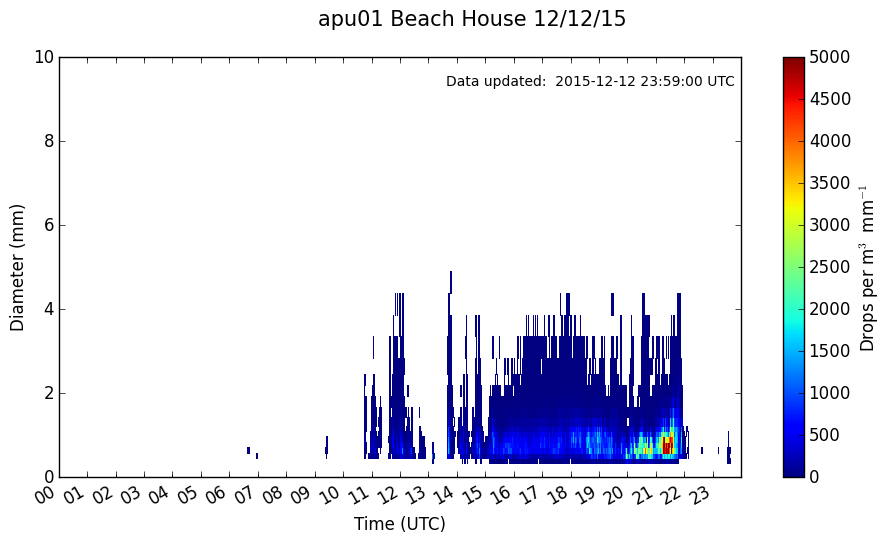 apu01 Beach House 12/12/15
Data updated:  2015-12-12 23:59:00 UTC
Diameter (mm)
10
8
6
4
2
0
00 01 02 03 04 05 06 07 08 09 10 11 12 13 14 15 16 17 18 19 20 21 22 23
Time (UTC)
5000
4500
4000
3500
3000
2500
2000
1500
1000
500
0
Drops per m³ mm⁻¹